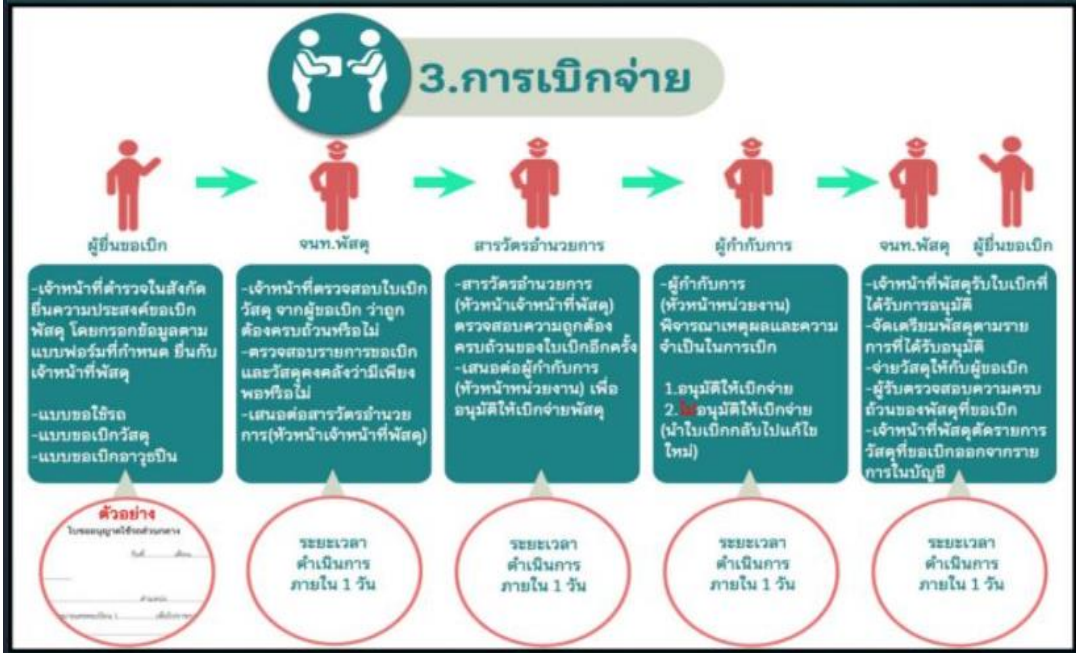 3.การเบิกจ่าย
ผู้ยื่นขอเบิก
-เจ้าหน้าที่ตำรวจในสังกัด
ยื่นความประสงค์ขอเบิก
พัสดุ โดยกรอกข้อมูลตาม
แบบฟอร์มที่กำหนด ยื่นกับ
เจ้าหน้าที่พัสดุ
-แบบขอใช้รถ
-แบบขอเบิกวัสดุ
-แบบขอเบิกอาวุธปืน
ตัวอย่าง
ใบขออนุญาตใช้รถส่วนกลาง
วันที่ เดือน
ตำแหน่ง
จนท.พัสดุ
-เจ้าหน้าที่ตรวจสอบใบเบิก
วัสดุ จากผู้ขอเบิก ว่าถูก
ต้องครบถ้วนหรือไม่
-ตรวจสอบรายการขอเบิก
และวัสดุคงคลังว่ามีเพียง
พอหรือไม่
-เสนอต่อสารวัตรอำนวย
การ(หัวหน้าเจ้าหน้าที่พัสดุ)
ระยะเวลา
ดำเนินการ
ภายใน 1 วัน
สารวัตรอำนวยการ
-สารวัตรอำนวยการ
(หัวหน้าเจ้าหน้าที่พัสดุ)
ตรวจสอบความถูกต้อง
ครบถ้วนของใบเบิกอีกครั้ง
-เสนอต่อผู้กำกับการ
(หัวหน้าหน่วยงาน) เพื่อ
อนุมัติให้เบิกจ่ายพัสดุ
ระยะเวลา
ดำเนินการ
ภายใน 1 วัน
ผู้กำกับการ
-ผู้กำกับการ
(หัวหน้าหน่วยงาน)
พิจารณาเหตุผลและความ
จำเป็นในการเบิก
1.อนุมัติให้เบิกจ่าย
2.ไม่อนุมัติให้เบิกจ่าย
(นำใบเบิกกลับไปแก้ไข
ใหม่)
ระยะเวลา
ดำเนินการ
ภายใน 1 วัน
จนท.พัสดุ ผู้ยื่นขอเบิก
-เจ้าหน้าที่พัสดุรับใบเบิกที่
ได้รับการอนุมัติ
-จัดเตรียมพัสดุตามราย
การที่ได้รับอนุมัติ
-จ่ายวัสดุให้กับผู้ขอเบิก
-ผู้รับตรวจสอบความครบ
ถ้วนของพัสดุที่ขอเบิก
-เจ้าหน้าที่พัสดุตัดรายการ
วัสดุที่ขอเบิกออกจากราย
การในบัญชี
ระยะเวลา
ดำเนินการ
ภายใน 1 วัน